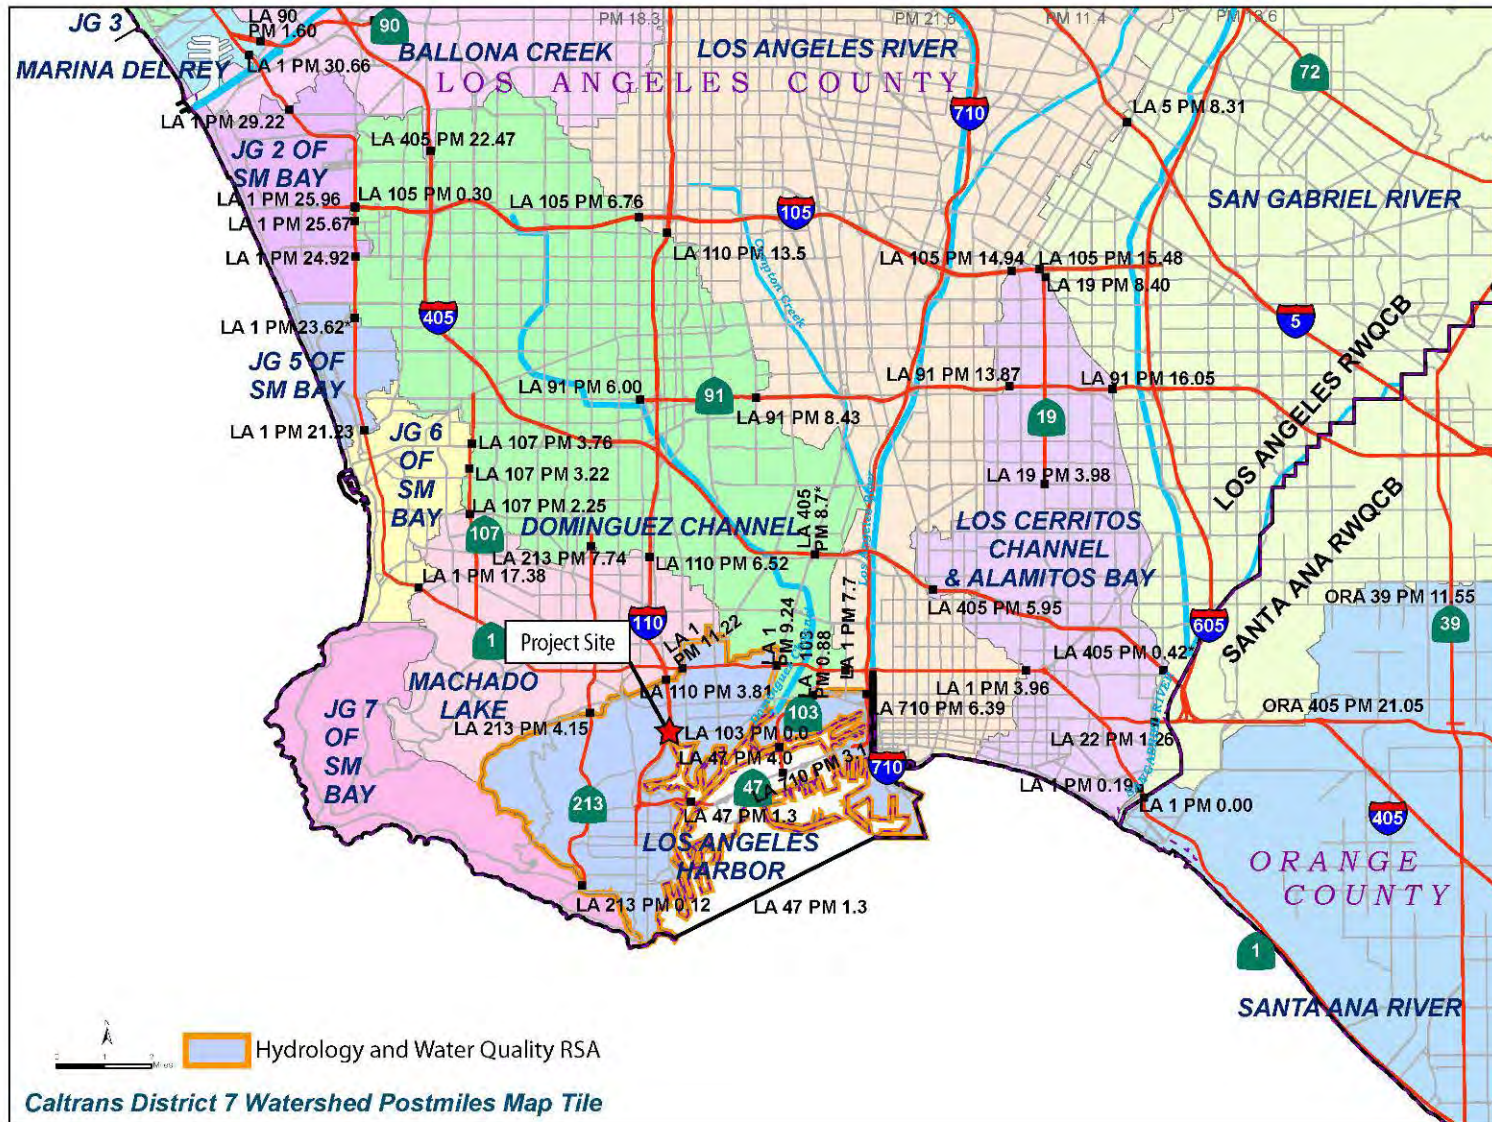 JG 3
LA 90
PM 1.60
90
PM 18.3
PM 21.6
PM 11.4
MARINA DEL REY
LA 1 PM 30.66
BALLONA CREEK
LOS ANGELES RIVER
LOS ANGELES COUNTY
72
710
LA 5 PM 8.31
LA 1 PM 29.22
LA 405 PM 22.47
JG 2 OF
SM BAY
LA 1 PM 25.96
LA 105 PM 0.30
LA 105 PM 6.76
105
SAN GABRIEL RIVER
LA 1 PM 25.67
LA 110 PM 13.5
Compton Creek
LA 1 PM 24.92
LA 105 PM 14.94
LA 105 PM 15.48
LA 19 PM 8.40
405
5
LA 1 PM 23.62*
JG 5 OF
SM BAY
LOS ANGELES RWQCB
LA 91 PM 6.00
91
LA 91 PM 8.43
LA 91 PM 13.87
LA 91 PM 16.05
19
LA 1 PM 21.23
JG 6
OF
SM
BAY
LA 107 PM 3.76
LA 107 PM 3.22
LA 107 PM 2.25
107
LA 19 PM 3.98
LA 405
PM 8.7*
Los Angeles River
DOMINGUEZ CHANNEL
LOS CERRITOS
CHANNEL
& ALAMITOS BAY
SANTA ANA RWQCB
LA 213 PM 7.74
LA 110 PM 6.52
LA 1 PM 17.38
LA 405 PM 5.95
ORA 39 PM 11.55
39
605
110
1
Project Site
LA 1
PM 11.22
LA 1
PM 9.24
LA 103
PM 0.88
LA 1 PM 7.7
LA 405 PM 0.42*
MACHADO
LAKE
LA 110 PM 3.81
LA 1 PM 3.96
JG 7
OF
SM
BAY
LA 213 PM 4.15
LA 103 PM 0.0
103
LA 710 PM 6.39
ORA 405 PM 21.05
LA 47 PM 4.0
LA 22 PM 1.26
LA 710 PM 3.1
710
47
213
LA 1 PM 0.19
LA 1 PM 0.00
LA 47 PM 1.3
405
LOS ANGELES
HARBOR
ORANGE
COUNTY
LA 213 PM 0.12
LA 47 PM 1.3
1
SANTA ANA RIVER
N
Hydrology and Water Quality RSA
Miles
Caltrans District 7 Watershed Postmiles Map Tile